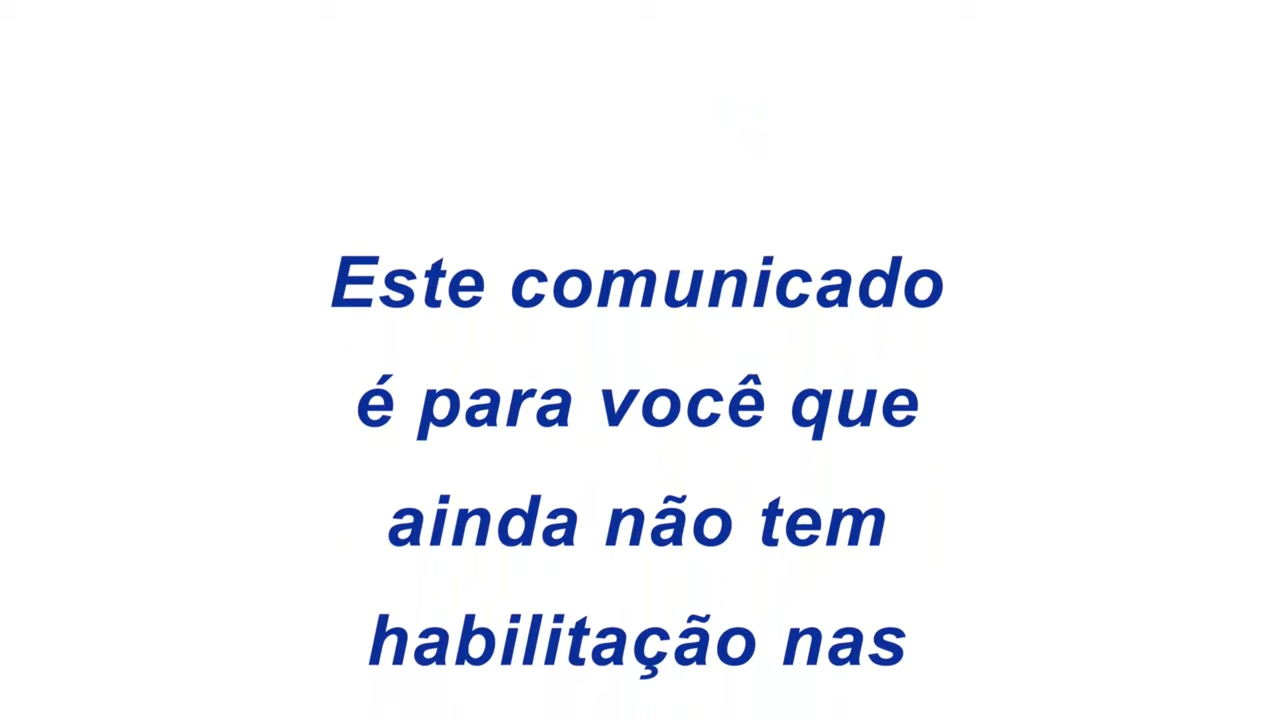 Este comunicado
é para você que
ainda não tem
habilitação nas